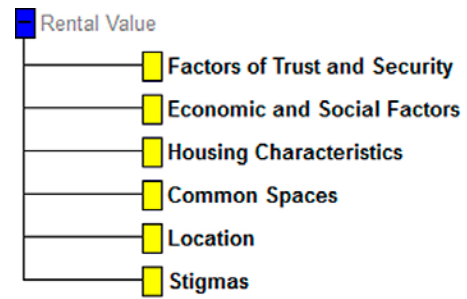 Rental Value
Factors of Trust and Security
Economic and Social Factors
Housing Characteristics
Common Spaces
Location
Stigmas